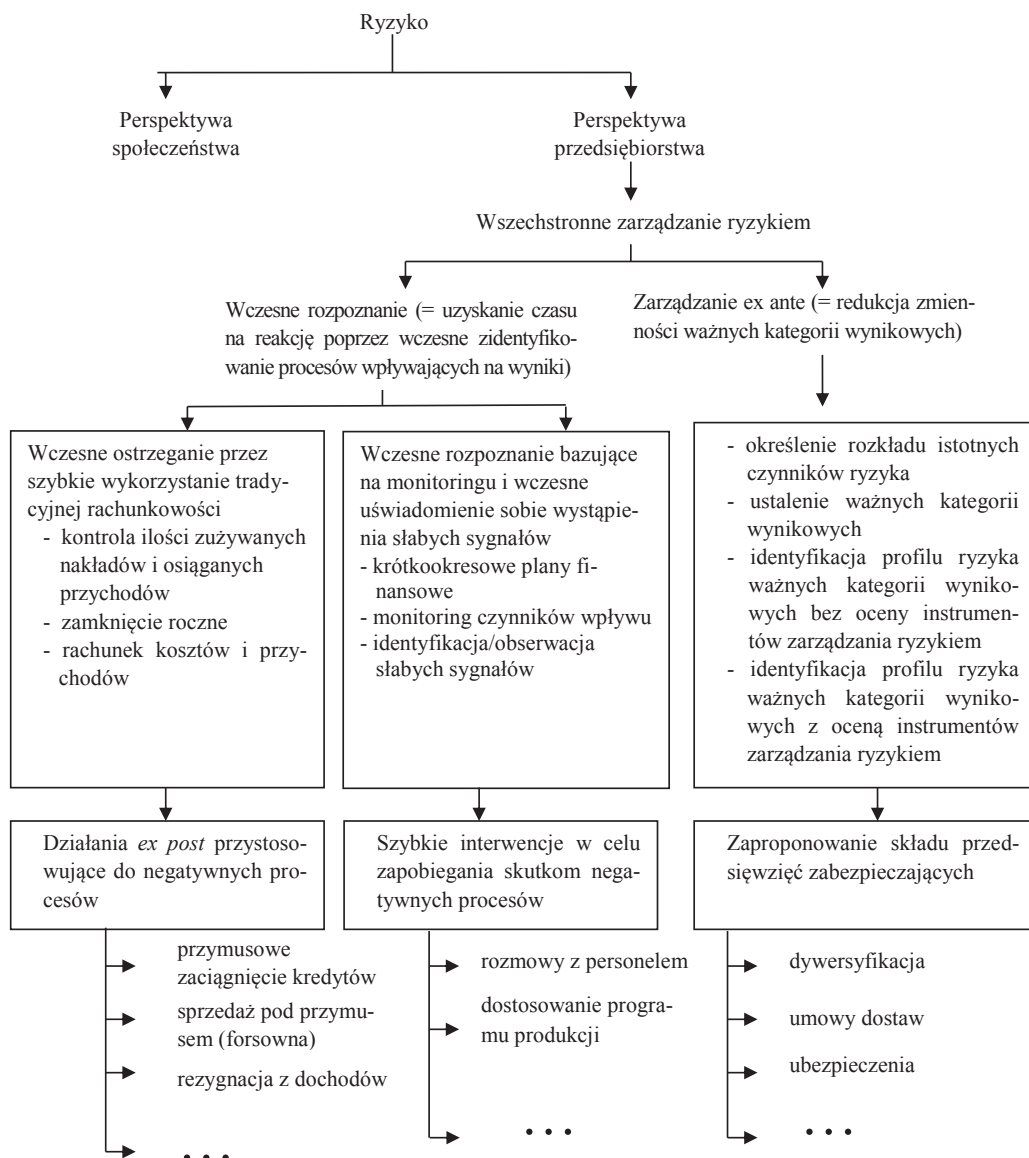 Ryzyko
Perspektywa
społeczeństwa
Perspektywa
przedsiębiorstwa
Wszechstronne zarządzanie ryzykiem
Wczesne rozpoznanie (= uzyskanie czasu
na reakcję poprzez wczesne zidentyfiko-
wanie procesów wpływających na wyniki)
Zarządzanie ex ante (= redukcja zmien-
ności ważnych kategorii wynikowych)
Wczesne ostrzeganie przez
szybkie wykorzystanie trady-
cyjnej rachunkowości
- kontrola ilości zużywanych
nakładów i osiąganych
przychodów
- zamknięcie roczne
- rachunek kosztów i przy-
chodów
Wczesne rozpoznanie bazujące
na monitoringu i wczesne
uświadomienie sobie wystąpie-
nia słabych sygnałów
- krótkookresowe plany fi-
nansowe
- monitoring czynników wpływu
- identyfikacja/obserwacja
słabych sygnałów
- określenie rozkładu istotnych
czynników ryzyka
- ustalenie ważnych kategorii
wynikowych
- identyfikacja profilu ryzyka
ważnych kategorii wyniko-
wych bez oceny instrumen-
tów zarządzania ryzykiem
- identyfikacja profilu ryzyka
ważnych kategorii wyniko-
wych z oceną instrumentów
zarządzania ryzykiem
Działania ex post przystoso-
wujące do negatywnych pro-
cesów
Szybkie interwencje w celu
zapobiegania skutkom nega-
tywnych procesów
Zaproponowanie składu przed-
sięwzięć zabezpieczających
przymusowe
zaciągnięcie kredytów
sprzedaż pod przymu-
sem (forsowna)
rezygnacja z dochodów
. . .
rozmowy z personelem
dostosowanie progra-
mu produkcji
. . .
dywersyfikacja
umowy dostaw
ubezpieczenia
. . .